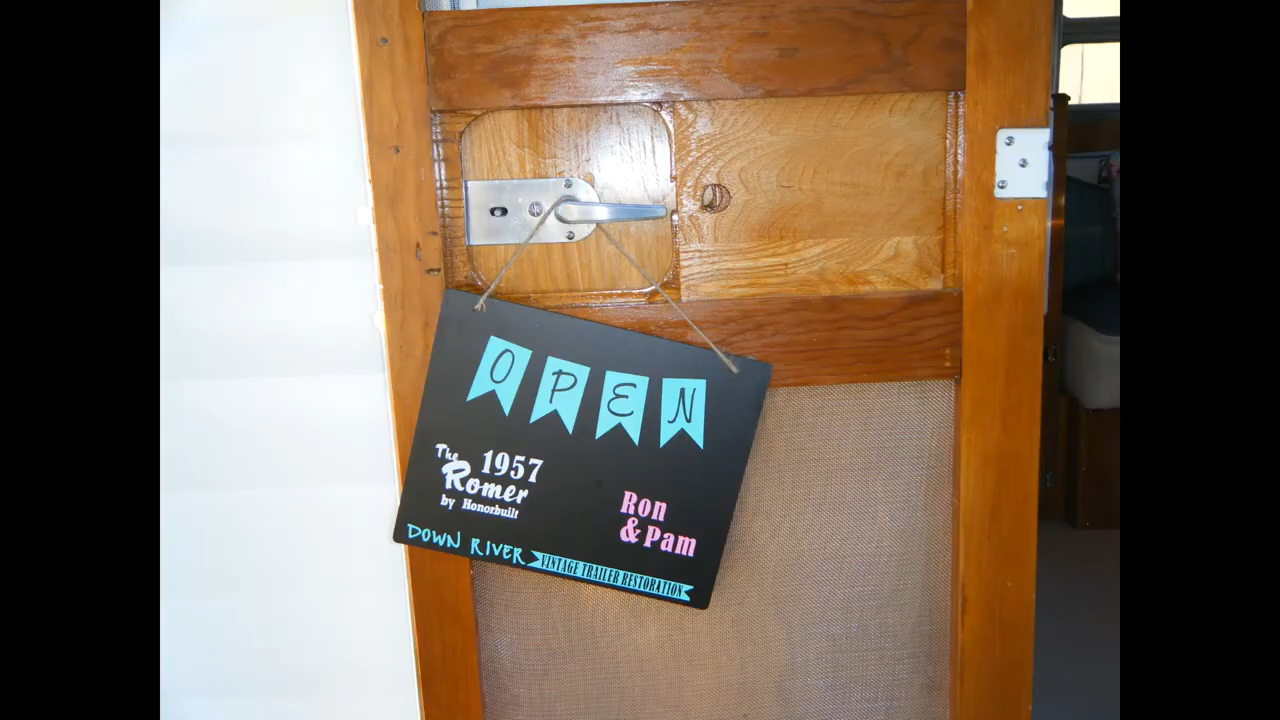 OPEN
The 1957
Romer
by Honorbuilt
Ron
& Pam
DOWN RIVER VINTAGE TRAILER RESTORATION